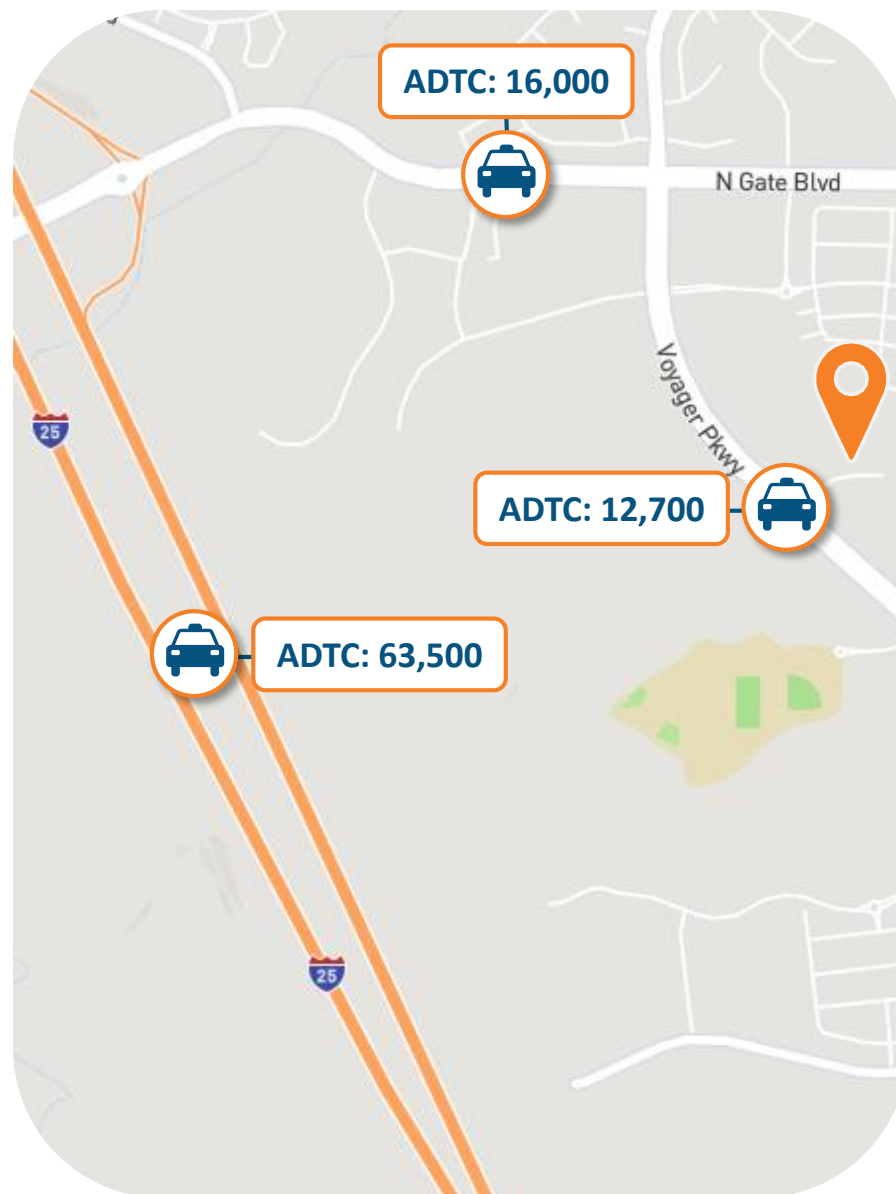 ADTC: 16,000
N Gate Blvd
Voyager Pkwy
25
ADTC: 12,700
ADTC: 63,500
25